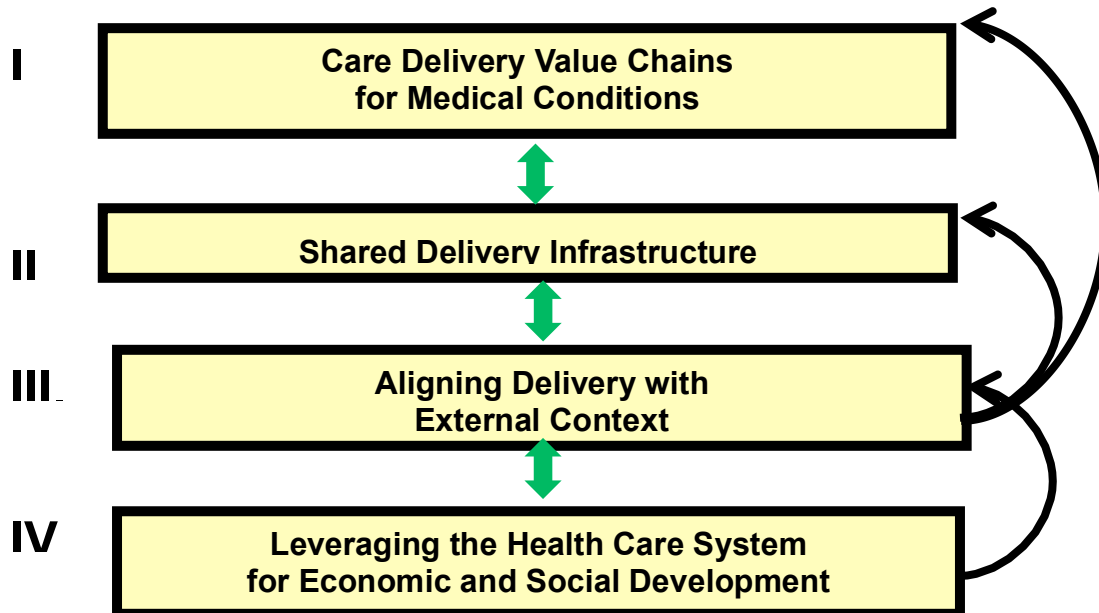 I
Care Delivery Value Chains
for Medical Conditions
II
Shared Delivery Infrastructure
III
Aligning Delivery with
External Context
IV
Leveraging the Health Care System
for Economic and Social Development